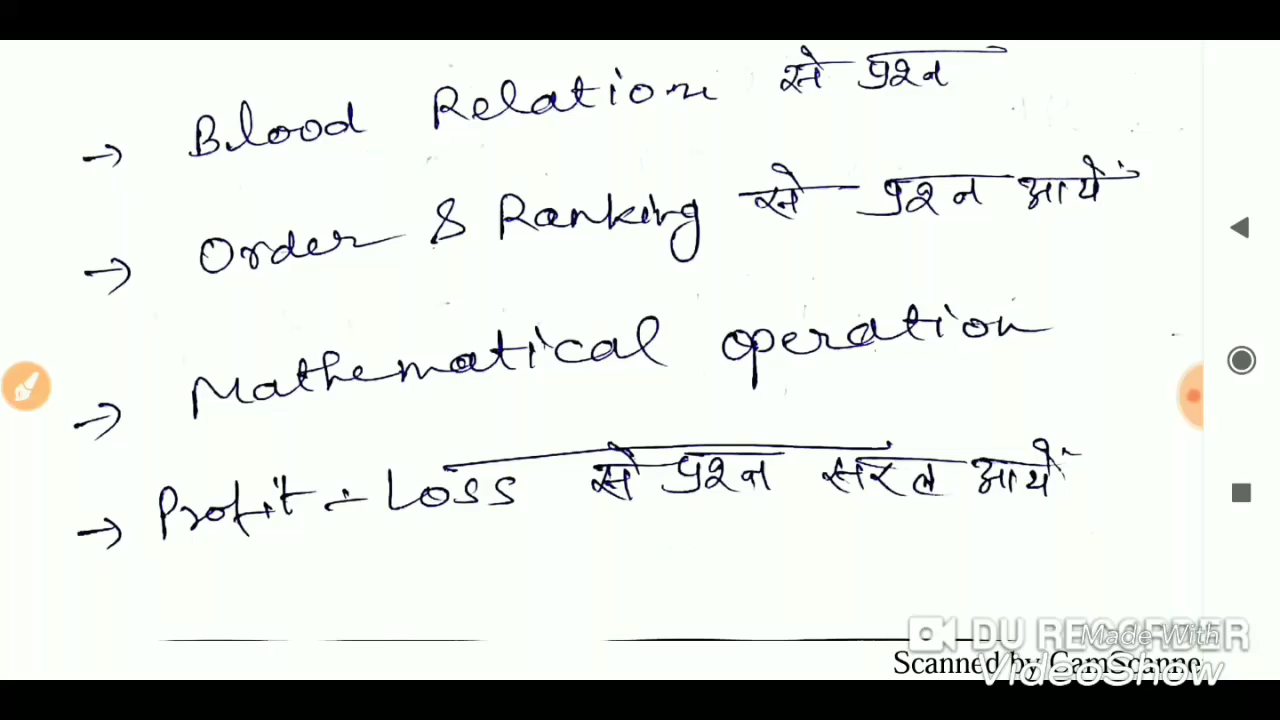 → Blood Relation से प्रश्न
→ Order & Ranking से प्रश्न आये
→ Mathematical operation
→ Profit - Loss से प्रश्न सरल आये
DU RECORDER
Made With
Scanned by CamScanne
VideoShow